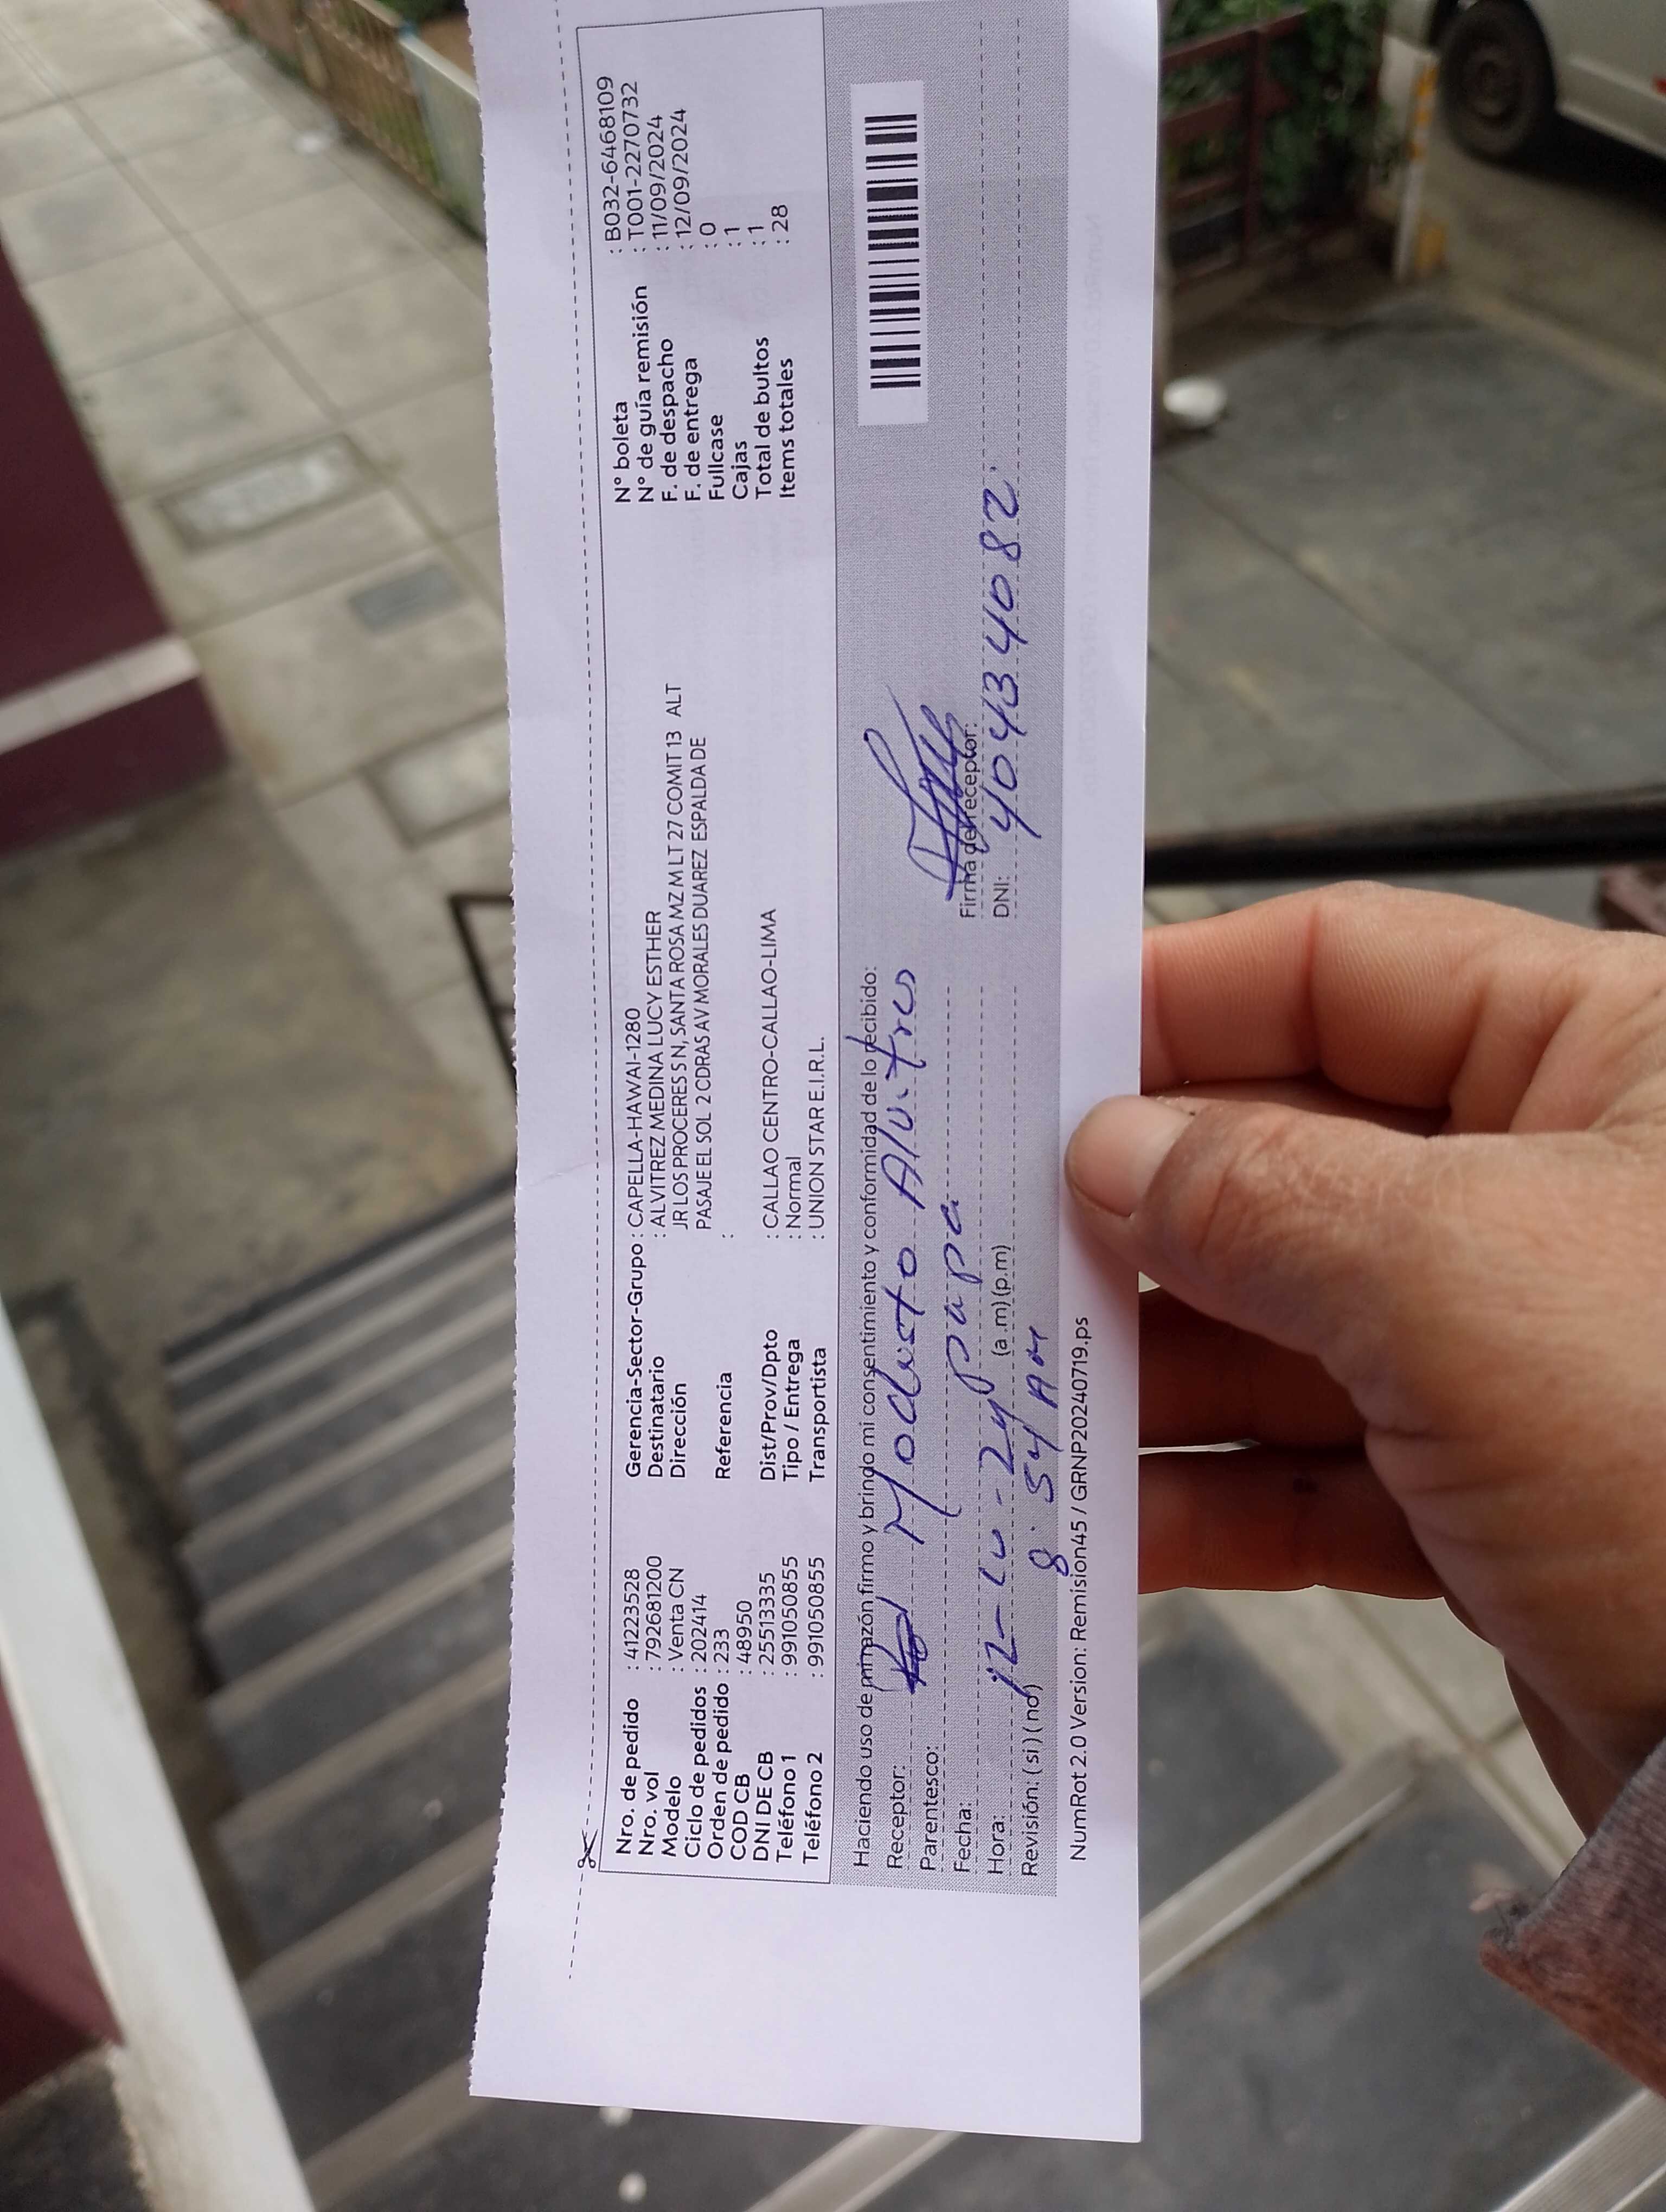 Nro. de pedido : 41223528
Nro. vol : 792681200
Modelo : Venta CN
Ciclo de pedidos : 202414
Orden de pedido : 233
COD CB : 48950
DNI DE CB : 25513335
Teléfono 1 : 991050855
Teléfono 2 : 991050855
Gerencia-Sector-Grupo : CAPELLA-HAWAI-1280
Destinatario : ALVITREZ MEDINA LUCY ESTHER
Dirección JR LOS PROCERES S N, SANTA ROSA MZ M LT 27 COMIT 13 ALT
PASAJE EL SOL 2 CDRAS AV MORALES DUAREZ ESPALDA DE
Referencia :
Dist/Prov/Dpto : CALLAO CENTRO-CALLAO-LIMA
Tipo / Entrega : Normal
Transportista : UNION STAR E.I.R.L.
N° boleta : B032-6468109
N° de guía remisión : T001-2270732
F. de despacho : 11/09/2024
F. de entrega : 12/09/2024
Fullcase : 0
Cajas : 1
Total de bultos : 1
Items totales : 28
Haciendo uso de mi razón firmo y brindo mi consentimiento y conformidad de lo recibido:
Receptor: Modesto
Parentesco: papa
Fecha:
Hora: (a .m) (p.m)
8:54 AM
Revisión: ( si ) ( no)
Firma del receptor:
DNI: 40434082
NumRot 2.0 Version: Remision45 / GRNP20240719.ps